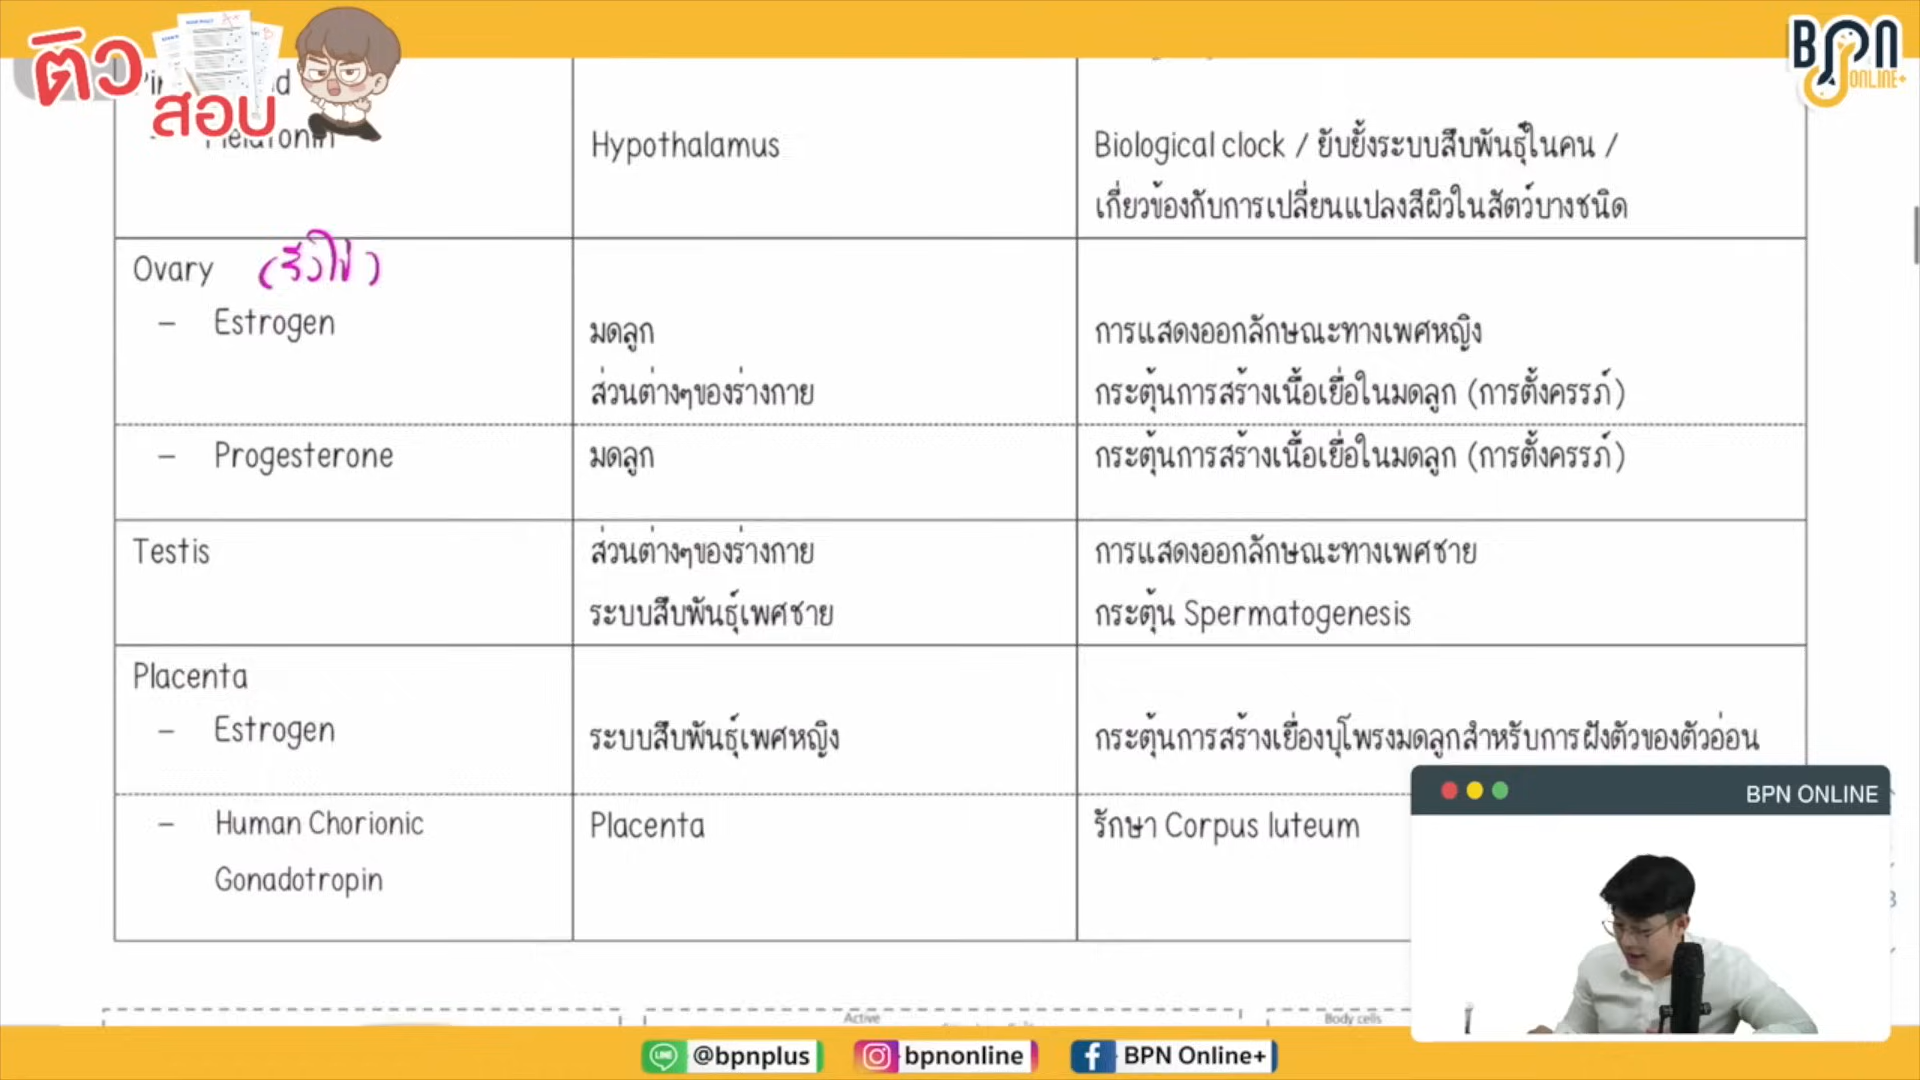 ติว
สอบ
BPN
ONLINE+
Melatonin
Hypothalamus
Biological clock / ยับยั้งระบบสืบพันธุ์ในคน /
เกี่ยวข้องกับการเปลี่ยนแปลงสีผิวในสัตว์บางชนิด
Ovary (รังไข่)
- Estrogen
มดลูก
การแสดงออกลักษณะทางเพศหญิง
ส่วนต่างๆของร่างกาย
กระตุ้นการสร้างเนื้อเยื่อในมดลูก (การตั้งครรภ์)
- Progesterone
มดลูก
กระตุ้นการสร้างเนื้อเยื่อในมดลูก (การตั้งครรภ์)
Testis
ส่วนต่างๆของร่างกาย
การแสดงออกลักษณะทางเพศชาย
ระบบสืบพันธุ์เพศชาย
กระตุ้น Spermatogenesis
Placenta
- Estrogen
ระบบสืบพันธุ์เพศหญิง
กระตุ้นการสร้างเยื่องบุโพรงมดลูกสำหรับการฝังตัวของตัวอ่อน
- Human Chorionic
Gonadotropin
Placenta
รักษา Corpus luteum
BPN ONLINE
Active
Body cells
LINE @bpnplus
bpnonline
BPN Online+